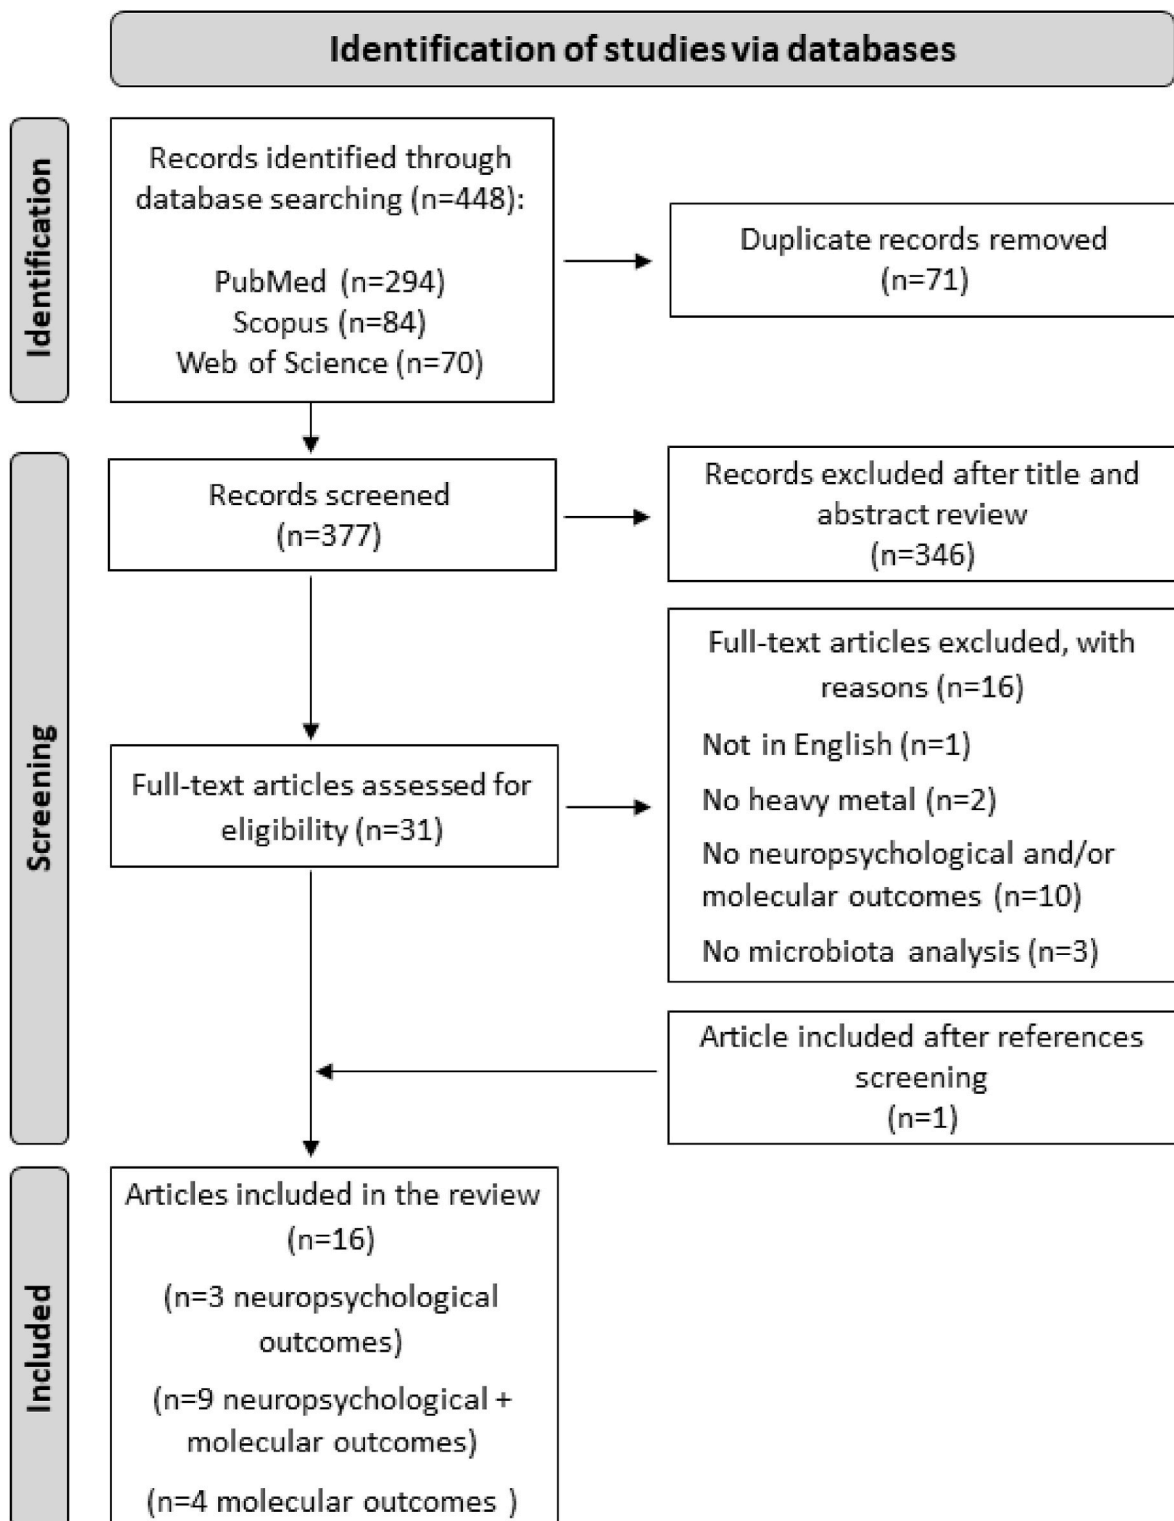 Identification of studies via databases
Identification
Records identified through
database searching (n=448):
PubMed (n=294)
Scopus (n=84)
Web of Science (n=70)
Duplicate records removed
(n=71)
Screening
Records screened
(n=377)
Records excluded after title and
abstract review
(n=346)
Full-text articles assessed for
eligibility (n=31)
Full-text articles excluded, with
reasons (n=16)
Not in English (n=1)
No heavy metal (n=2)
No neuropsychological and/or
molecular outcomes (n=10)
No microbiota analysis (n=3)
Article included after references
screening
(n=1)
Included
Articles included in the review
(n=16)
(n=3 neuropsychological
outcomes)
(n=9 neuropsychological +
molecular outcomes)
(n=4 molecular outcomes )